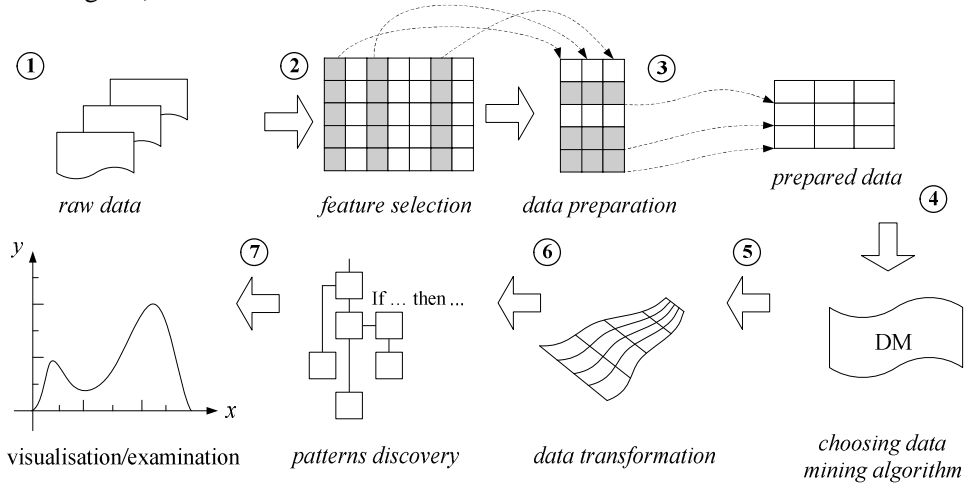 1
2
3
raw data
feature selection
data preparation
prepared data
4
5
6
7
y
x
If ... then ...
DM
visualisation/examination
patterns discovery
data transformation
choosing data
mining algorithm